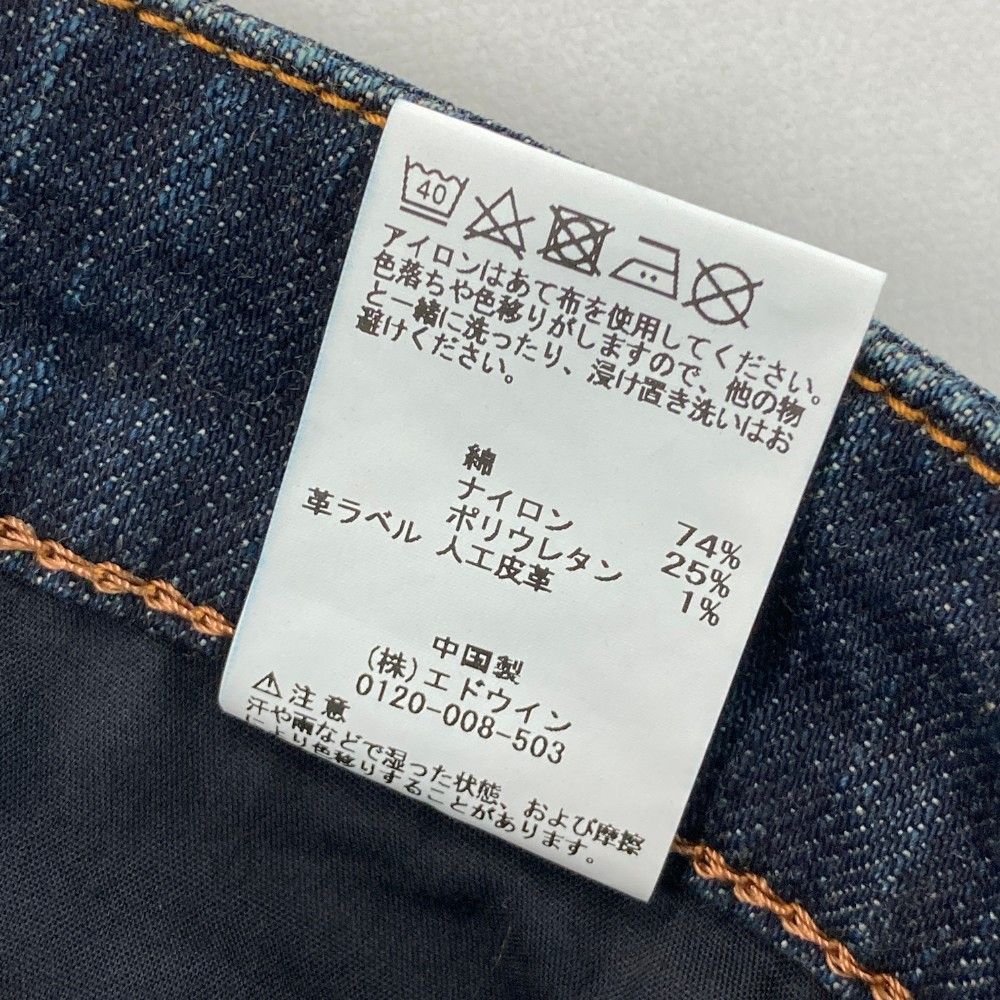 40
アイロンはあて布を使用してください。
色落ちや色移りがしますので、他の物
と一緒に洗ったり、浸け置き洗いはお
避けください。
綿 74%
ナイロン 25%
ポリウレタン 1%
革ラベル 人工皮革
中国製
(株)エドウイン
0120-008-503
⚠注意
汗や雨などで湿った状態、および摩擦
により色移りすることがあります。